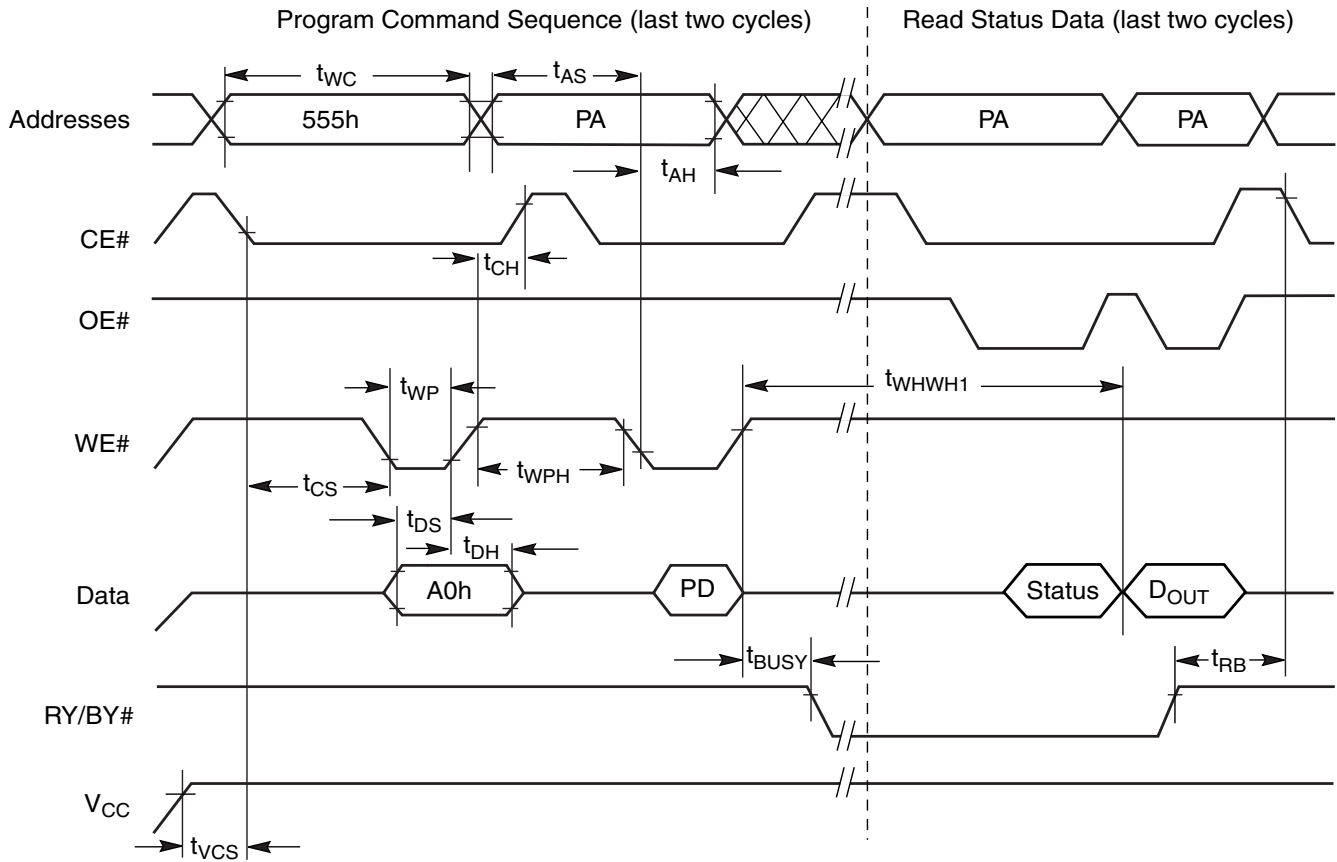 Program Command Sequence (last two cycles)
Read Status Data (last two cycles)
tWC
tAS
Addresses
555h
PA
PA
PA
tAH
CE#
tCH
OE#
tWP
tWHWH1
WE#
tCS
tWPH
tDS
tDH
Data
A0h
PD
Status
DOUT
tBUSY
tRB
RY/BY#
VCC
tVCS